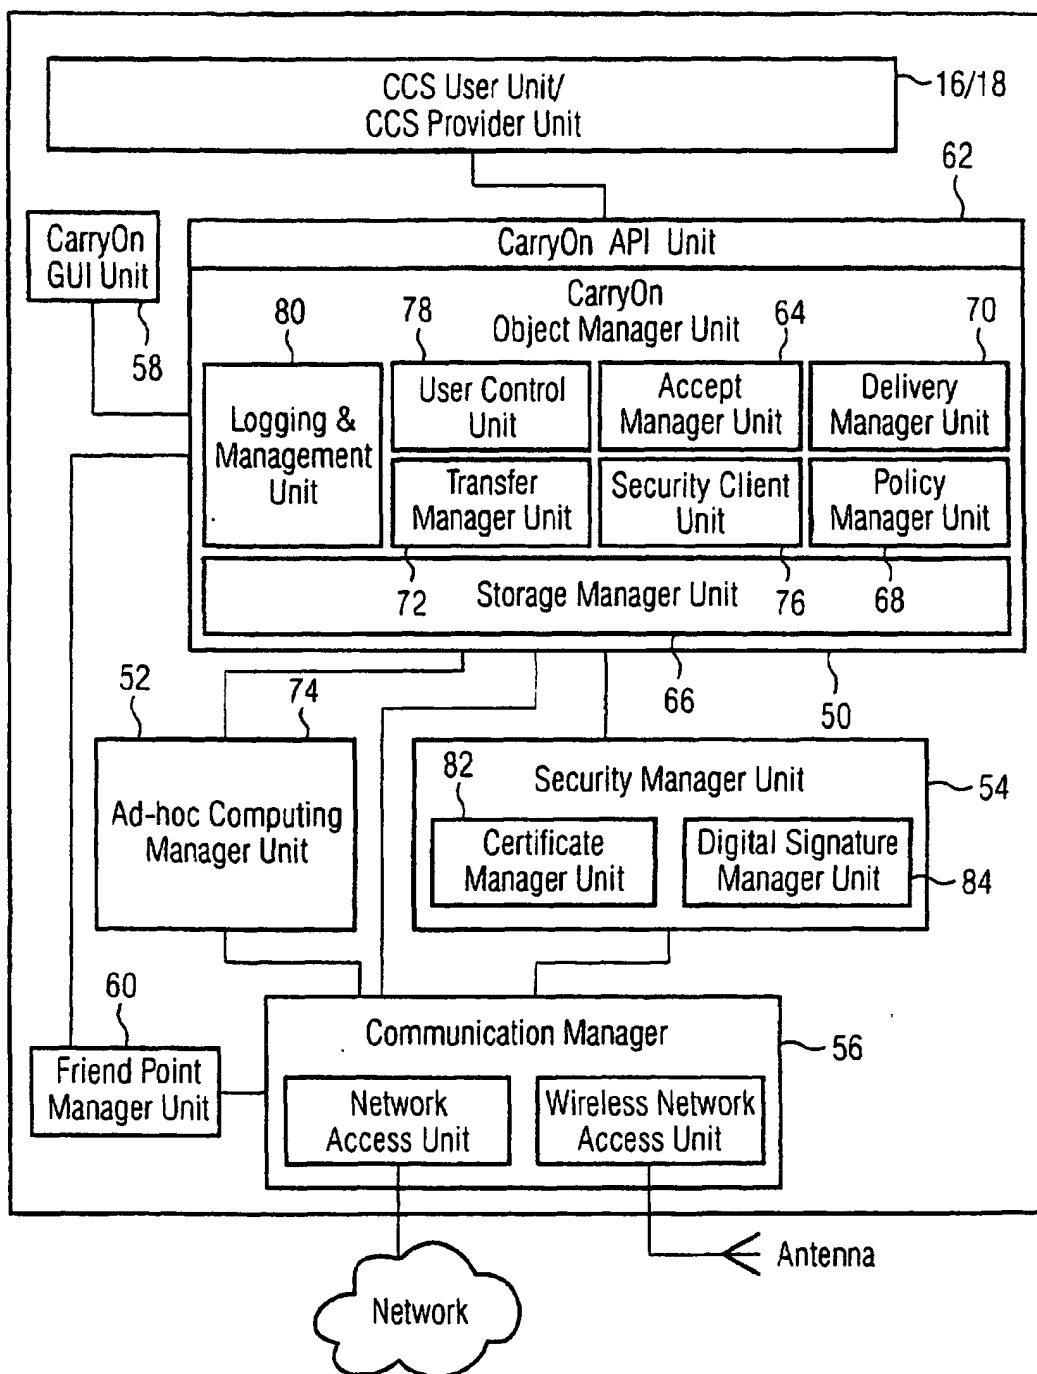 CCS User Unit/
CCS Provider Unit
16/18
62
CarryOn
GUI Unit
58
CarryOn API Unit
CarryOn
Object Manager Unit
80
78
64
70
Logging &
Management
Unit
User Control
Unit
Accept
Manager Unit
Delivery
Manager Unit
Transfer
Manager Unit
Security Client
Unit
Policy
Manager Unit
72
Storage Manager Unit
76
68
66
50
52
74
Ad-hoc Computing
Manager Unit
82
Security Manager Unit
54
Certificate
Manager Unit
Digital Signature
Manager Unit
84
60
Friend Point
Manager Unit
Communication Manager
56
Network
Access Unit
Wireless Network
Access Unit
Antenna
Network